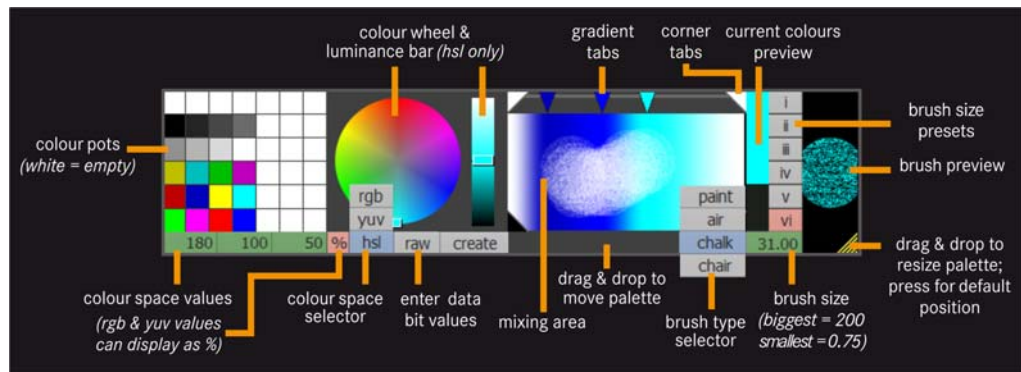 colour wheel &
luminance bar (hsl only)
gradient
tabs
corner
tabs
current colours
preview
colour pots
(white = empty)
i
ii
iii
iv
v
vi
brush size
presets
brush preview
rgb
yuv
hsl
raw
create
180
100
50
%
paint
air
chalk
chair
31.00
colour space values
(rgb & yuv values
can display as %)
colour space
selector
enter data
bit values
mixing area
drag & drop to
move palette
brush type
selector
brush size
(biggest = 200
smallest = 0.75)
drag & drop to
resize palette;
press for default
position